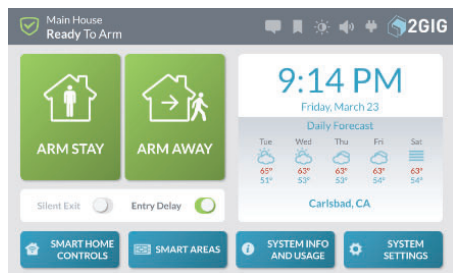 Main House
Ready To Arm
2GIG
ARM STAY
ARM AWAY
9:14 PM
Friday, March 23
Daily Forecast
Tue Wed Thu Fri Sat
65° 63° 63° 63° 63°
51° 53° 53° 54° 54°
Carlsbad, CA
Silent Exit
Entry Delay
SMART HOME
CONTROLS
SMART AREAS
SYSTEM INFO
AND USAGE
SYSTEM
SETTINGS